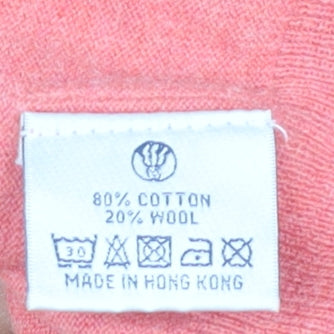 80% COTTON
20% WOOL
30
MADE IN HONG KONG